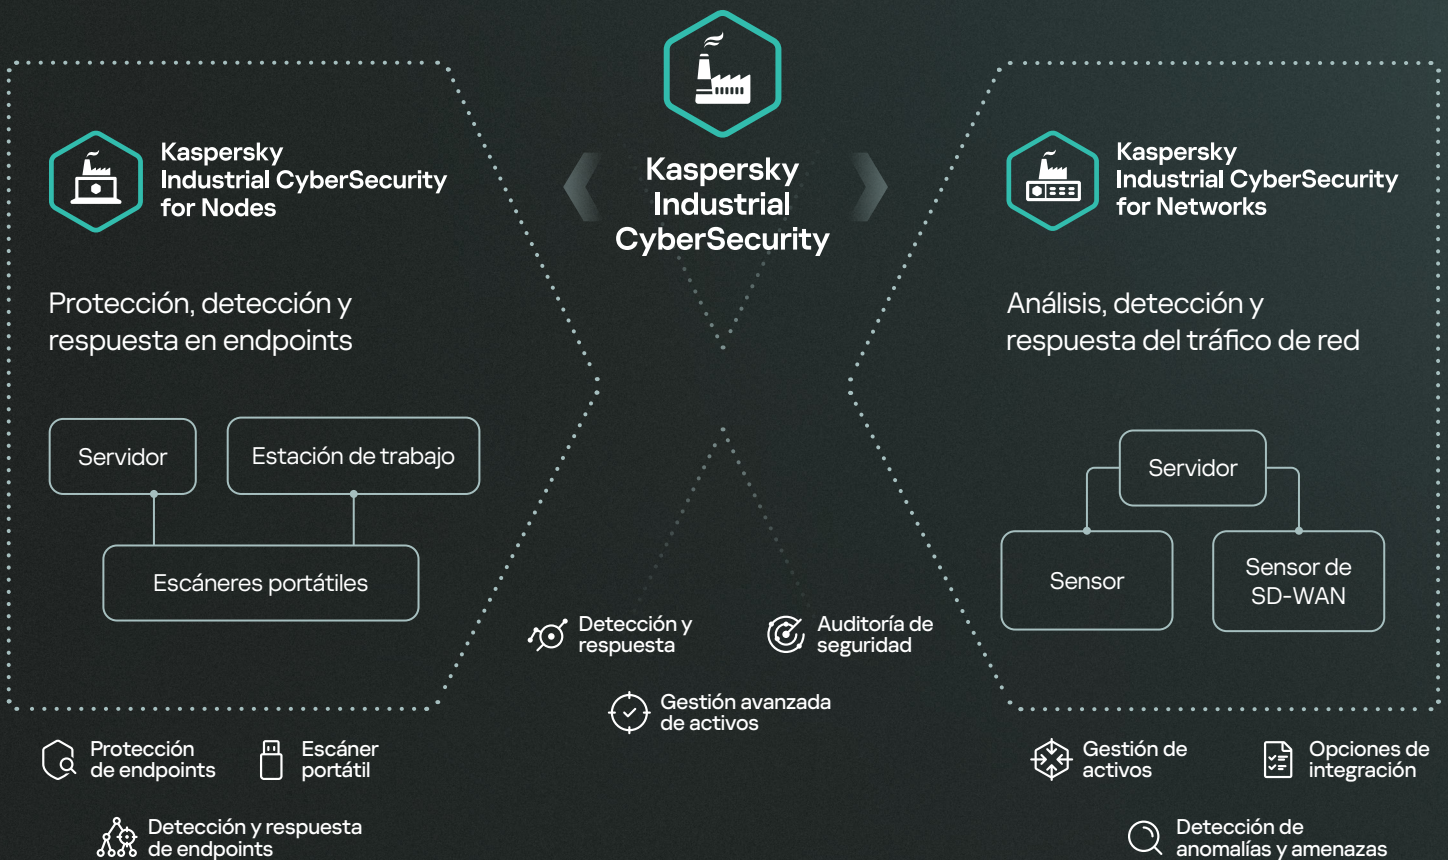 Kaspersky
Industrial
CyberSecurity
Kaspersky
Industrial CyberSecurity
for Nodes
Protección, detección y
respuesta en endpoints
Servidor
Estación de trabajo
Escáneres portátiles
Protección
de endpoints
Escáner
portátil
Detección y respuesta
de endpoints
Detección y
respuesta
Auditoría de
seguridad
Gestión avanzada
de activos
Kaspersky
Industrial CyberSecurity
for Networks
Análisis, detección y
respuesta del tráfico de red
Servidor
Sensor
Sensor de
SD-WAN
Gestión de
activos
Opciones de
integración
Detección de
anomalías y amenazas